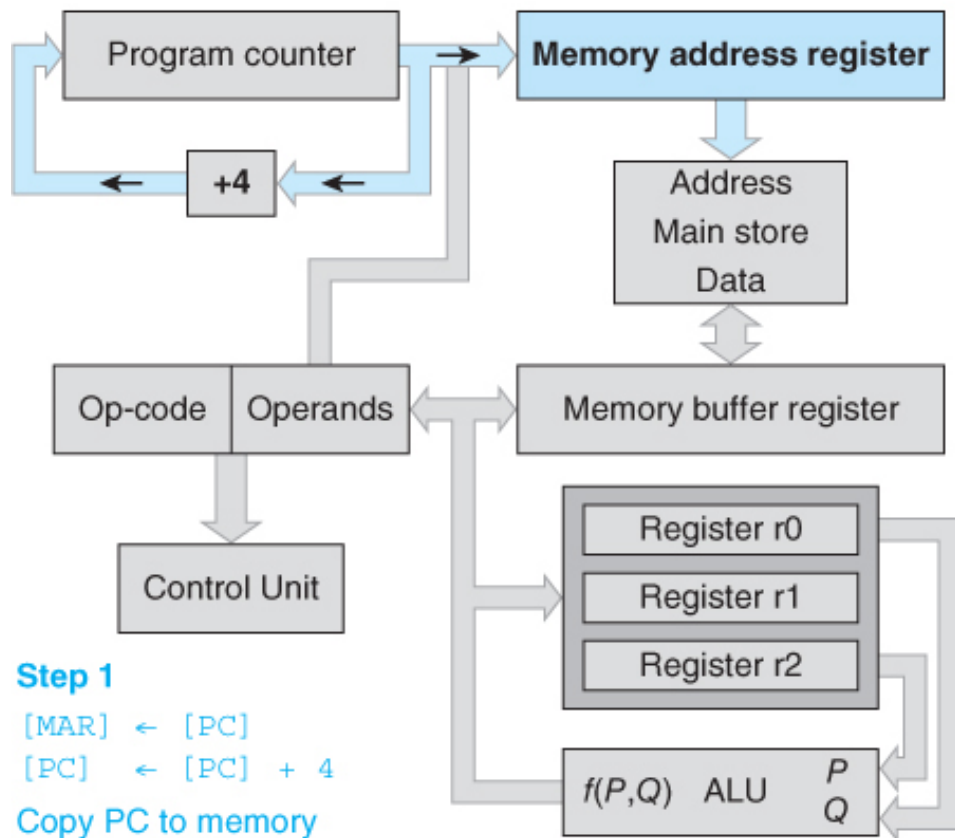 Program counter
Memory address register
+4
Address
Main store
Data
Op-code
Operands
Memory buffer register
Control Unit
Register r0
Register r1
Register r2
Step 1
[MAR] ← [PC]
[PC] ← [PC] + 4
Copy PC to memory
f(P,Q) ALU
P
Q